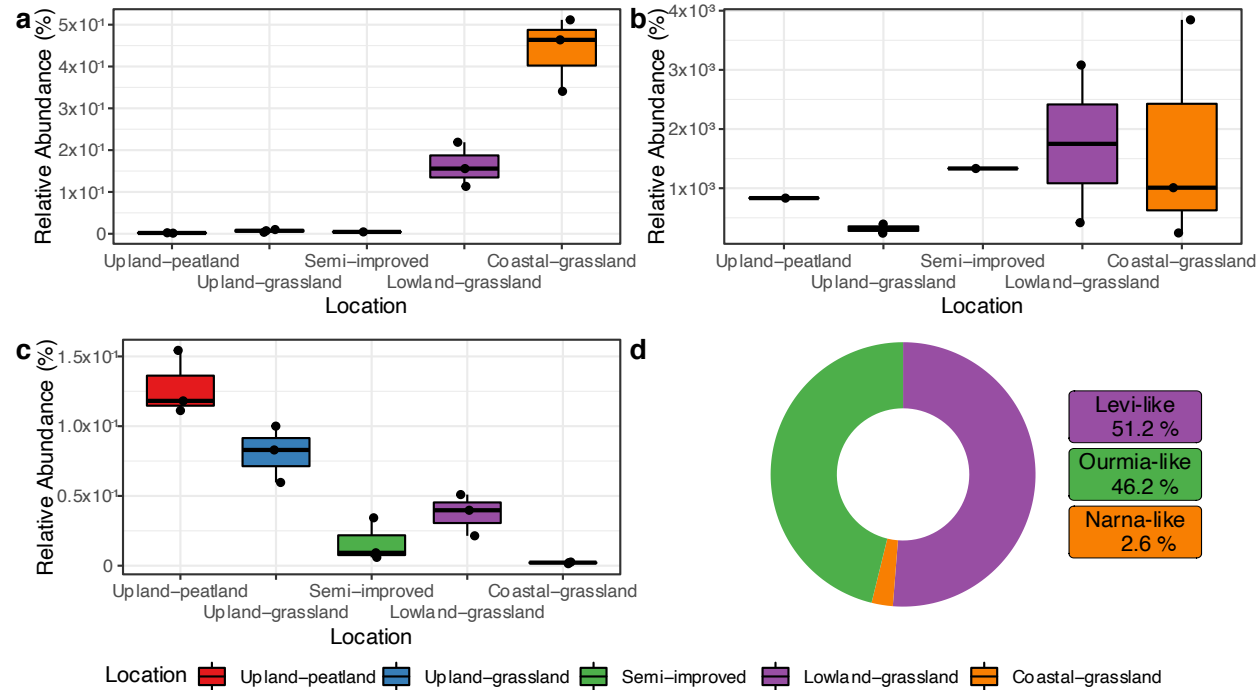 a
Relative Abundance (%)
5x10¹
4x10¹
3x10¹
2x10¹
1x10¹
0
Upland−peatland
Semi−improved
Coastal−grassland
Upland−grassland
Lowland−grassland
Location
b
Relative Abundance (%)
4x10³
3x10³
2x10³
1x10³
Upland−peatland
Semi−improved
Coastal−grassland
Upland−grassland
Lowland−grassland
Location
c
Relative Abundance (%)
1.5x10¹
1.0x10¹
0.5x10¹
0
Upland−peatland
Semi−improved
Coastal−grassland
Upland−grassland
Lowland−grassland
Location
d
Levi-like
51.2 %
Ourmia-like
46.2 %
Narna-like
2.6 %
Location Upland−peatland Upland−grassland Semi−improved Lowland−grassland Coastal−grassland